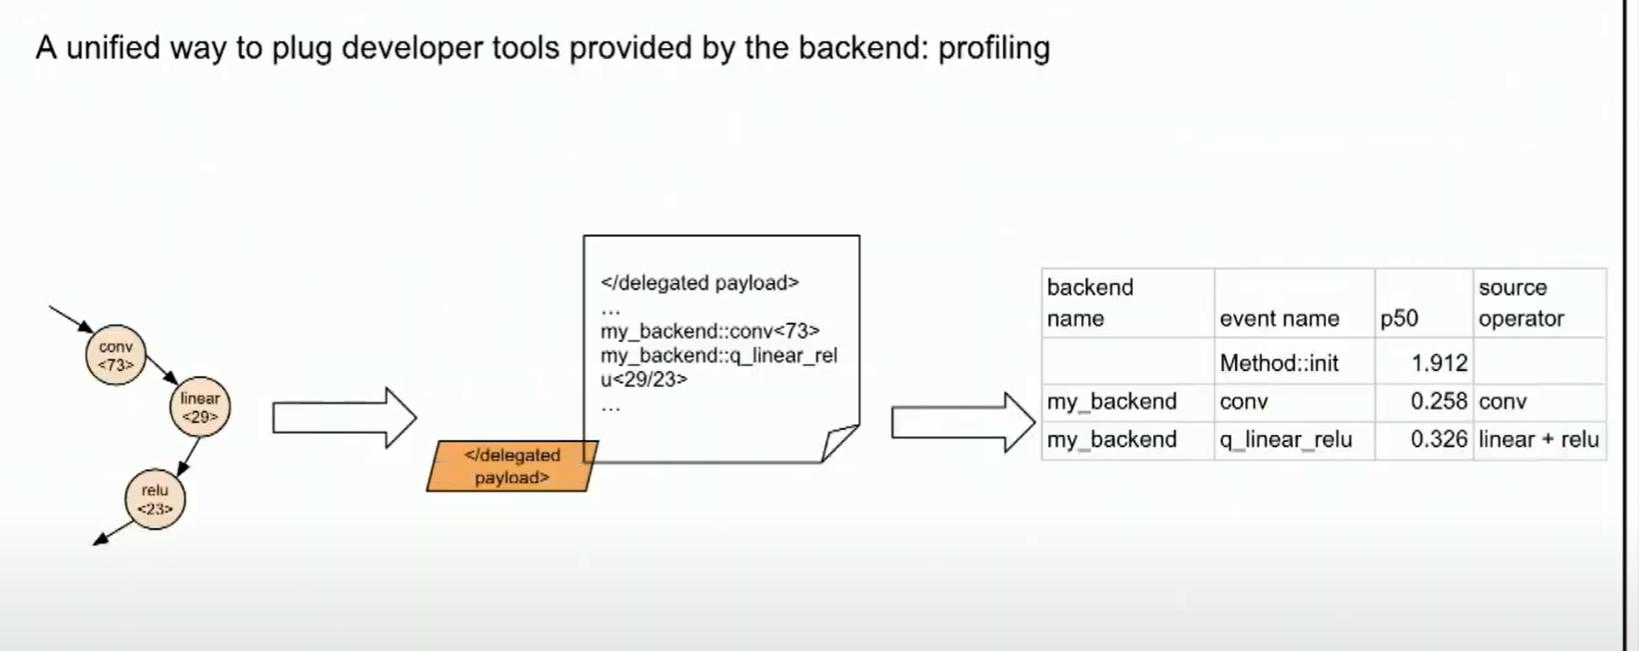 A unified way to plug developer tools provided by the backend: profiling
conv
<73>
linear
<29>
relu
<23>
</delegated
payload>
</delegated payload>
...
my_backend::conv<73>
my_backend::q_linear_rel
u<29/23>
...
backend name event name p50 source operator
Method::init 1.912
my_backend conv 0.258 conv
my_backend q_linear_relu 0.326 linear + relu